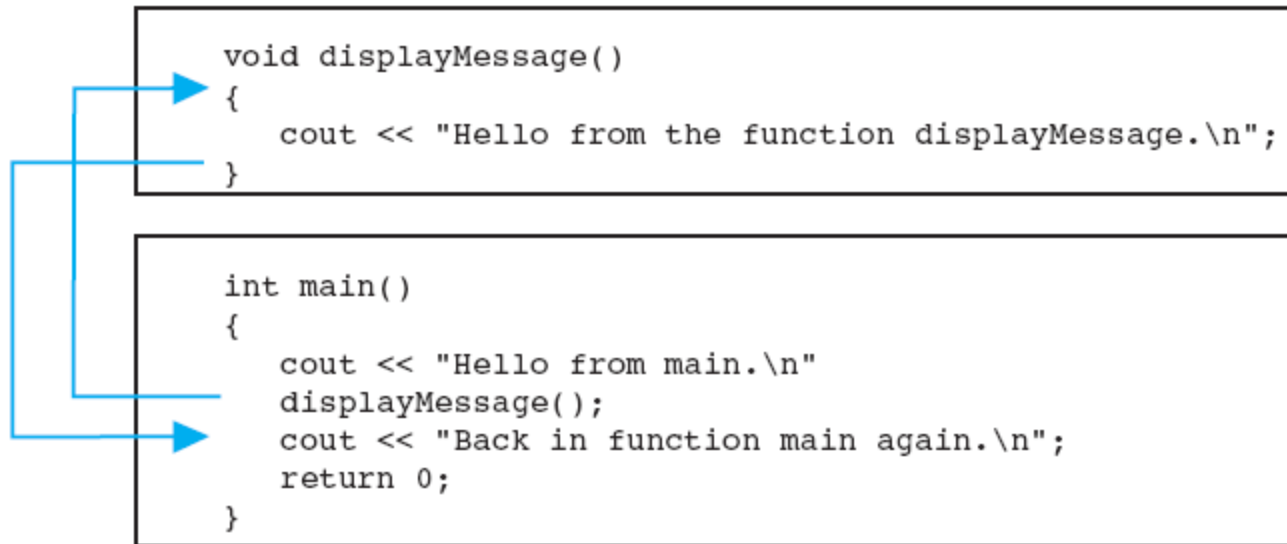 void displayMessage()
{
   cout << "Hello from the function displayMessage.\n";
}
int main()
{
   cout << "Hello from main.\n"
   displayMessage();
   cout << "Back in function main again.\n";
   return 0;
}